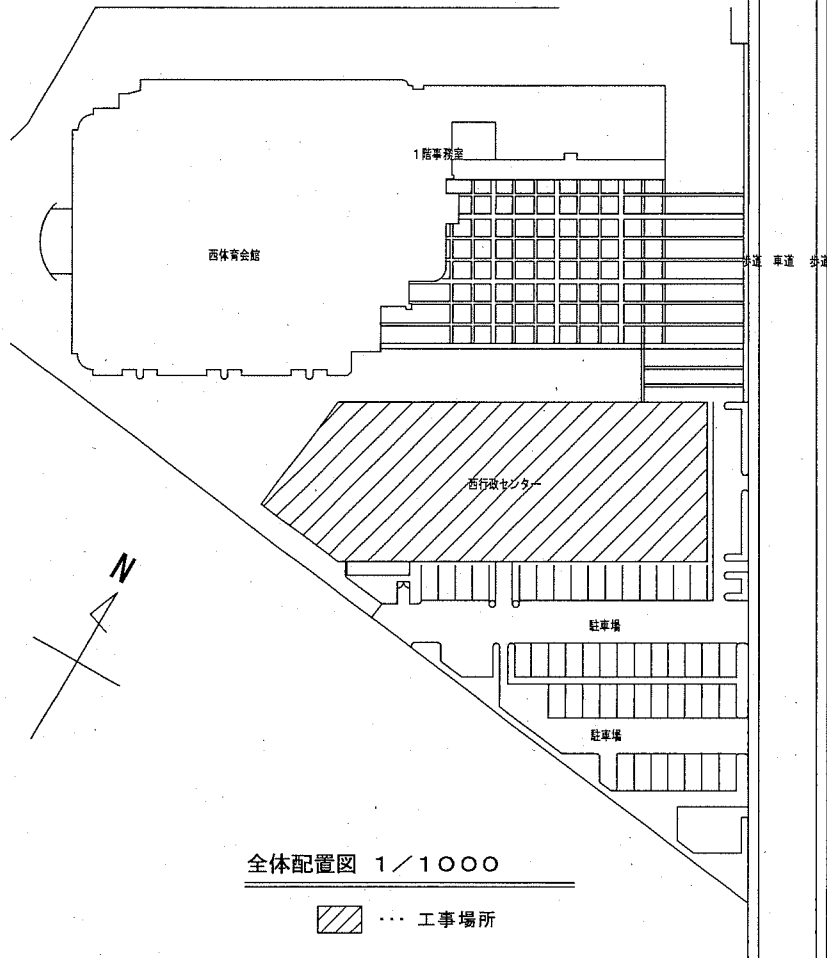 1階事務室
西体育会館
歩道 車道 歩道
西行政センター
N
駐車場
駐車場
全体配置図 1/1000
… 工事場所